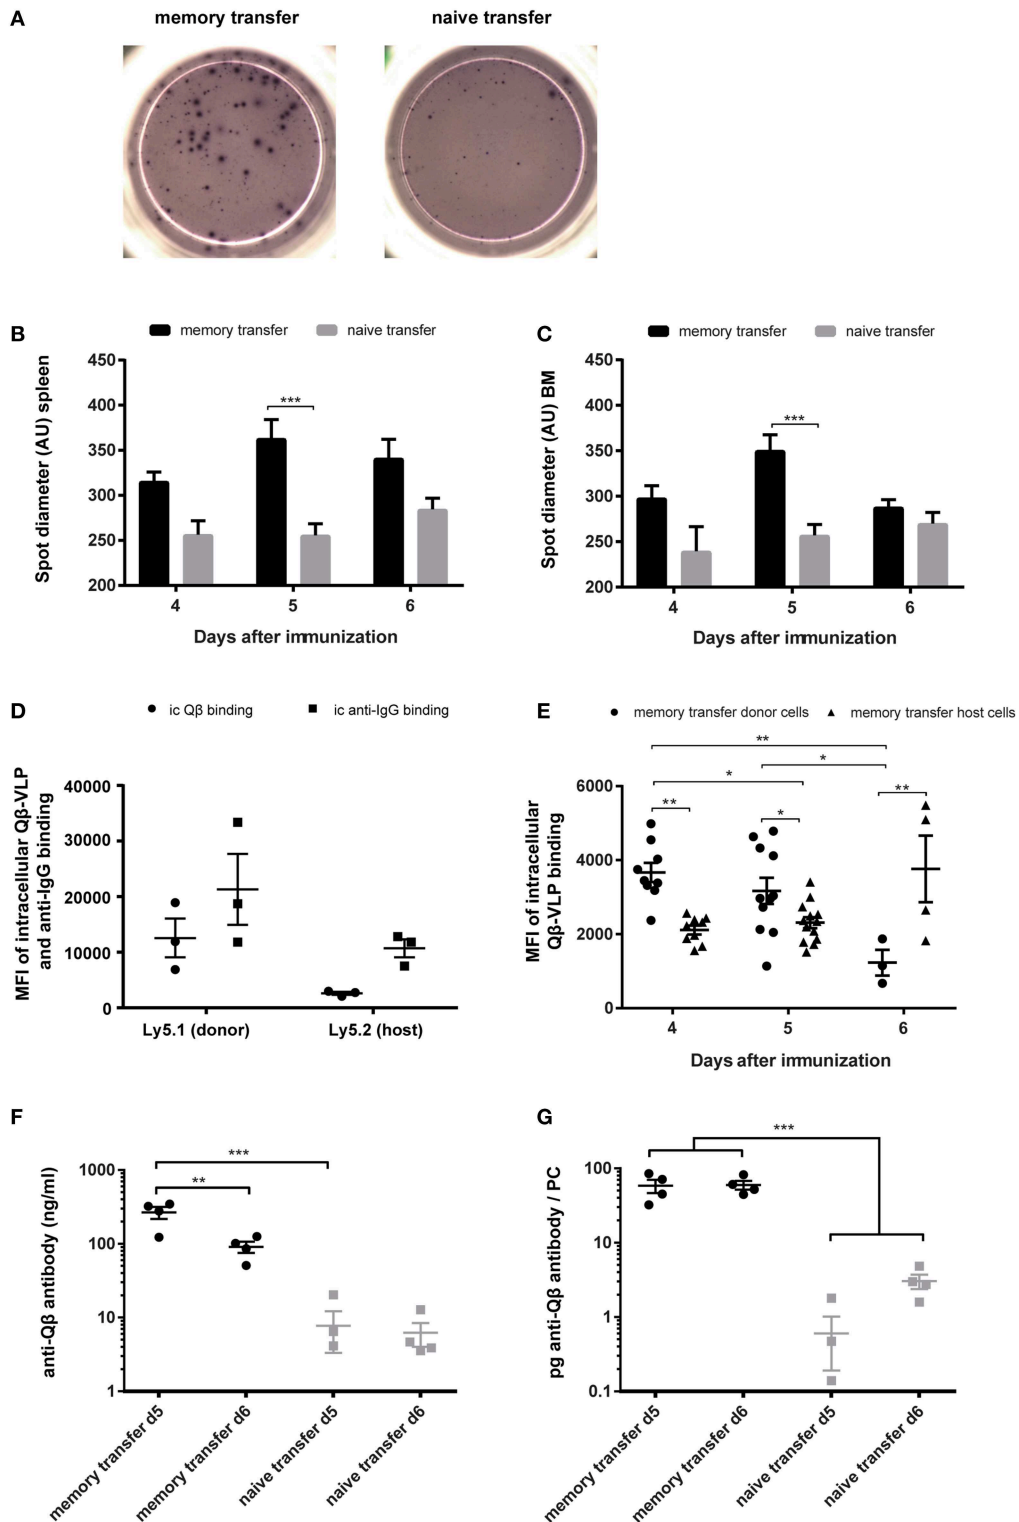 A
memory transfer
naive transfer
B
memory transfer
naive transfer
Spot diameter (AU) spleen
450
400
350
300
250
200
***
4
5
6
Days after immunization
C
memory transfer
naive transfer
Spot diameter (AU) BM
450
400
350
300
250
200
***
4
5
6
Days after immunization
D
ic Qβ binding
ic anti-IgG binding
MFI of intracellular Qβ-VLP
and anti-IgG binding
40000
30000
20000
10000
0
Ly5.1 (donor)
Ly5.2 (host)
E
memory transfer donor cells
memory transfer host cells
MFI of intracellular
Qβ-VLP binding
6000
4000
2000
0
**
*
*
**
**
*
4
5
6
Days after immunization
F
anti-Qβ antibody (ng/ml)
1000
100
10
1
***
**
memory transfer d5
memory transfer d6
naive transfer d5
naive transfer d6
G
pg anti-Qβ antibody / PC
100
10
1
0.1
***
memory transfer d5
memory transfer d6
naive transfer d5
naive transfer d6